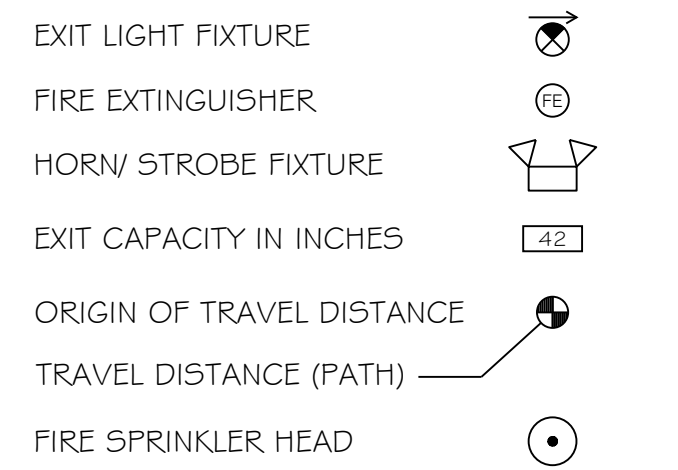 EXIT LIGHT FIXTURE
FIRE EXTINGUISHER FE
HORN/ STROBE FIXTURE
EXIT CAPACITY IN INCHES 42
ORIGIN OF TRAVEL DISTANCE
TRAVEL DISTANCE (PATH)
FIRE SPRINKLER HEAD